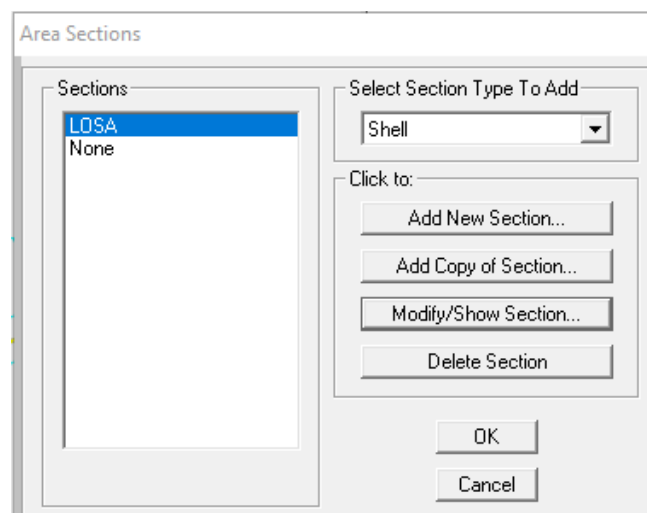 Area Sections
Sections
LOSA
None
Select Section Type To Add
Shell
Click to:
Add New Section...
Add Copy of Section...
Modify/Show Section...
Delete Section
OK
Cancel